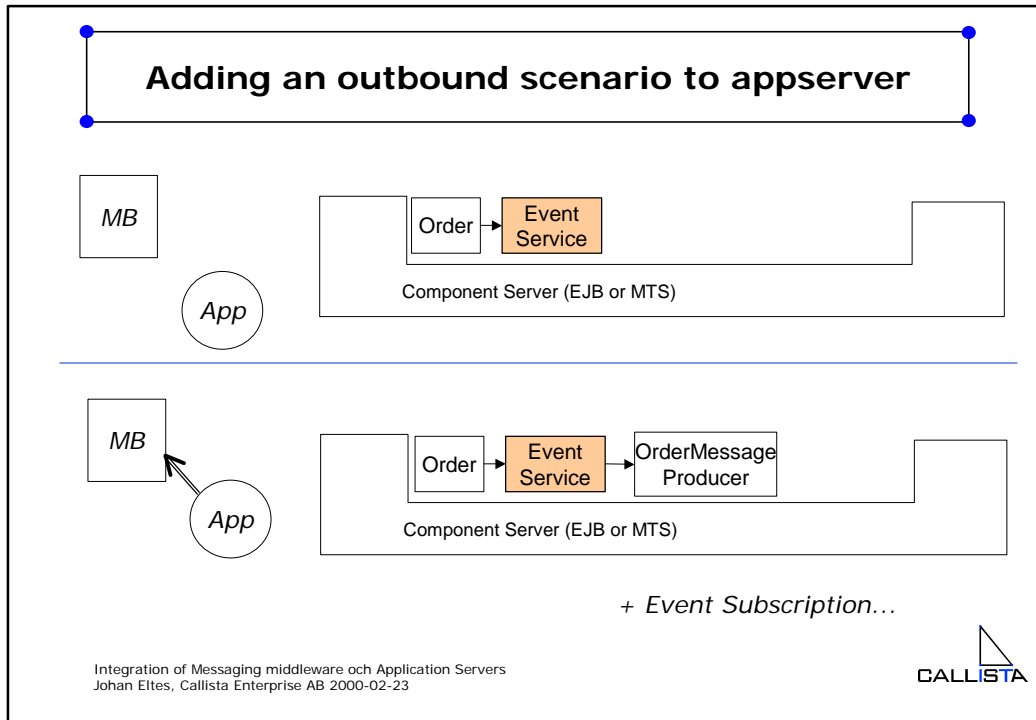 Adding an outbound scenario to appserver
MB
App
Order
Event
Service
Component Server (EJB or MTS)
MB
App
Order
Event
Service
OrderMessage
Producer
Component Server (EJB or MTS)
+ Event Subscription...
Integration of Messaging middleware och Application Servers
Johan Eltes, Callista Enterprise AB 2000-02-23
CALLISTA